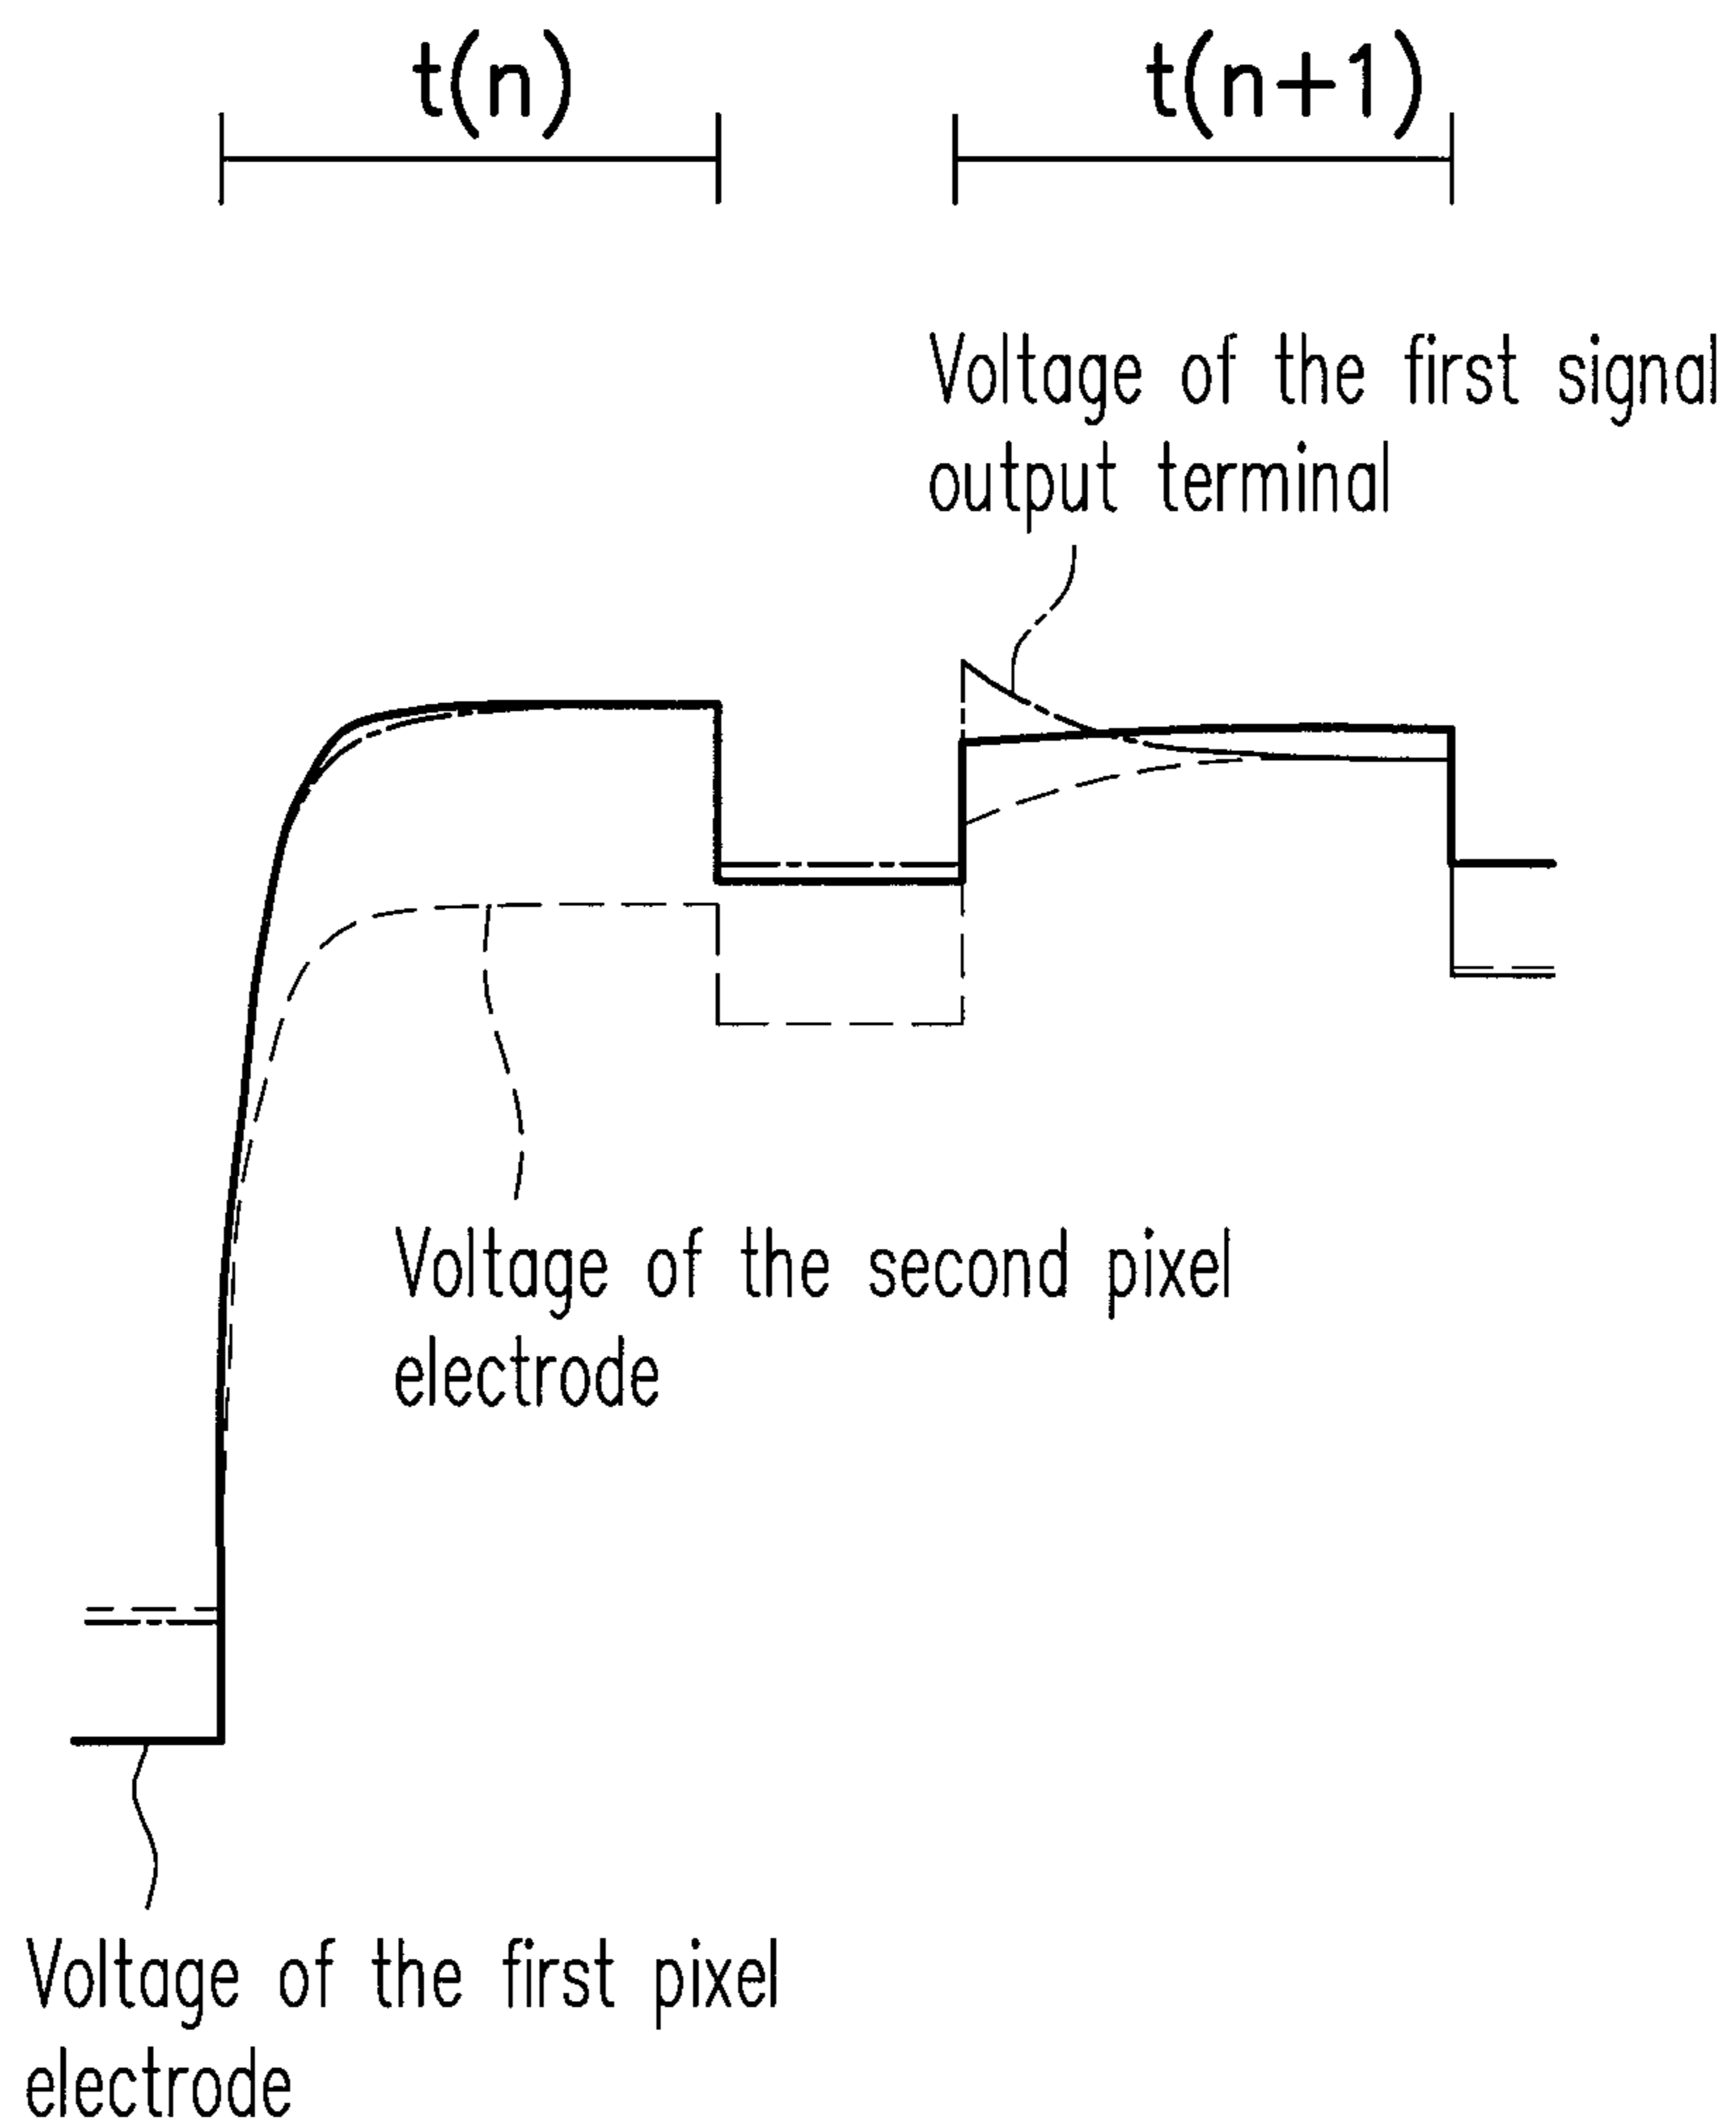 t(n)
t(n+1)
Voltage of the first signal
output terminal
Voltage of the second pixel
electrode
Voltage of the first pixel
electrode